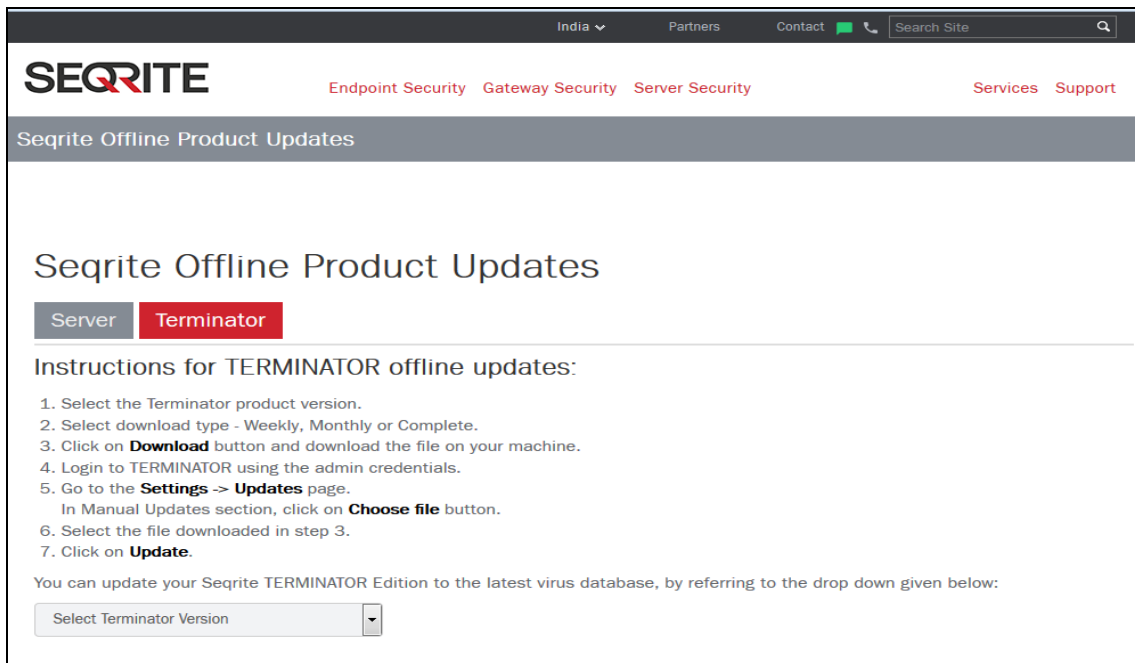 India Partners Contact Search Site
SEQRITE
Endpoint Security Gateway Security Server Security Services Support
Seqrite Offline Product Updates
Seqrite Offline Product Updates
Server Terminator
Instructions for TERMINATOR offline updates:
1. Select the Terminator product version.
2. Select download type - Weekly, Monthly or Complete.
3. Click on Download button and download the file on your machine.
4. Login to TERMINATOR using the admin credentials.
5. Go to the Settings -> Updates page.
In Manual Updates section, click on Choose file button.
6. Select the file downloaded in step 3.
7. Click on Update.
You can update your Seqrite TERMINATOR Edition to the latest virus database, by referring to the drop down given below:
Select Terminator Version